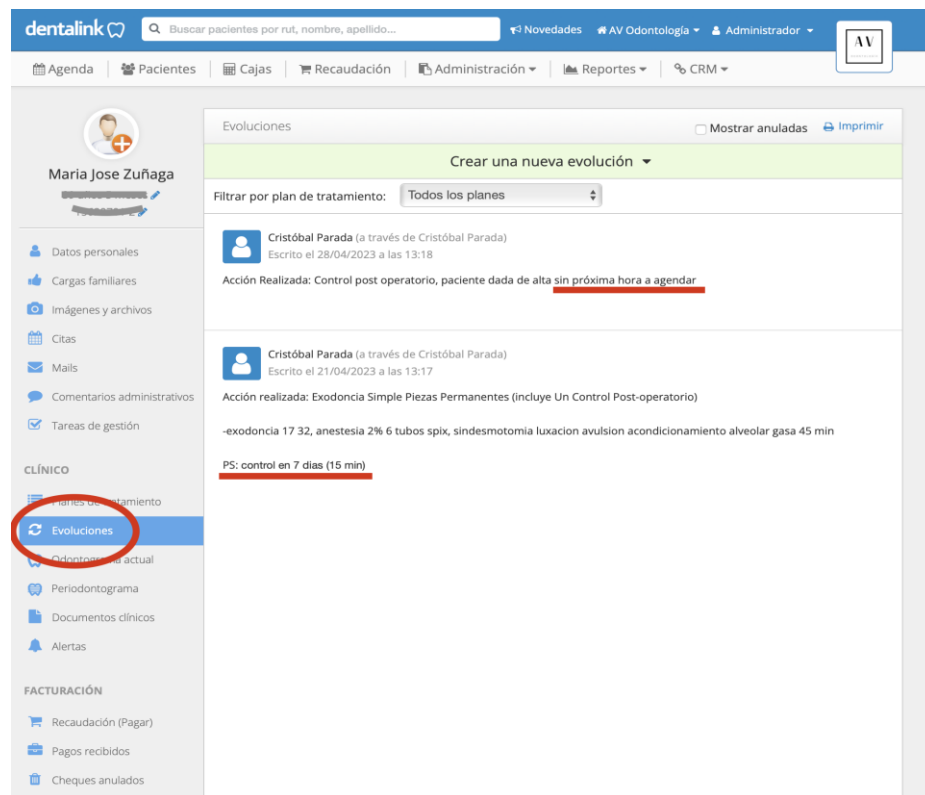 dentalink
Buscar pacientes por rut, nombre, apellido...
Novedades
AV Odontología
Administrador
AV
Agenda
Pacientes
Cajas
Recaudación
Administración
Reportes
CRM
Maria Jose Zuñaga
Datos personales
Cargas familiares
Imágenes y archivos
Citas
Mails
Comentarios administrativos
Tareas de gestión
CLÍNICO
Planes de tratamiento
Evoluciones
Odontograma actual
Periodontograma
Documentos clínicos
Alertas
FACTURACIÓN
Recaudación (Pagar)
Pagos recibidos
Cheques anulados
Evoluciones
Mostrar anuladas
Imprimir
Crear una nueva evolución
Filtrar por plan de tratamiento: Todos los planes
Cristóbal Parada (a través de Cristóbal Parada)
Escrito el 28/04/2023 a las 13:18
Acción Realizada: Control post operatorio, paciente dada de alta sin próxima hora a agendar
Cristóbal Parada (a través de Cristóbal Parada)
Escrito el 21/04/2023 a las 13:17
Acción realizada: Exodoncia Simple Piezas Permanentes (incluye Un Control Post-operatorio)
-exodoncia 17 32, anestesia 2% 6 tubos spix, sindesmotomia luxacion avulsion acondicionamiento alveolar gasa 45 min
PS: control en 7 dias (15 min)